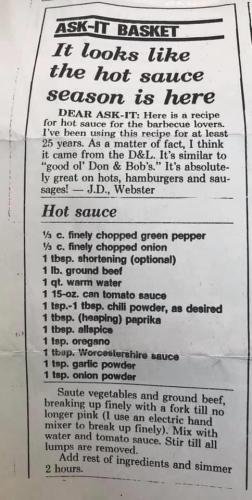 ASK-IT BASKET
It looks like
the hot sauce
season is here
DEAR ASK-IT: Here is a recipe
for hot sauce for the barbecue lovers.
I've been using this recipe for at least
25 years. As a matter of fact, I think
it came from the D&L. It's similar to
"good ol' Don & Bob's." It's absolute-
ly great on hots, hamburgers and sau-
sages! — J.D., Webster
Hot sauce
⅓ c. finely chopped green pepper
⅓ c. finely chopped onion
1 tbsp. shortening (optional)
1 lb. ground beef
1 qt. warm water
1 15-oz. can tomato sauce
1 tsp.-1 tbsp. chili powder, as desired
1 tbsp. (heaping) paprika
1 tbsp. allspice
1 tsp. oregano
1 tbsp. Worcestershire sauce
1 tsp. garlic powder
1 tsp. onion powder
Saute vegetables and ground beef,
breaking up finely with a fork till no
longer pink (I use an electric hand
mixer to break up finely). Mix with
water and tomato sauce. Stir till all
lumps are removed.
Add rest of ingredients and simmer
2 hours.